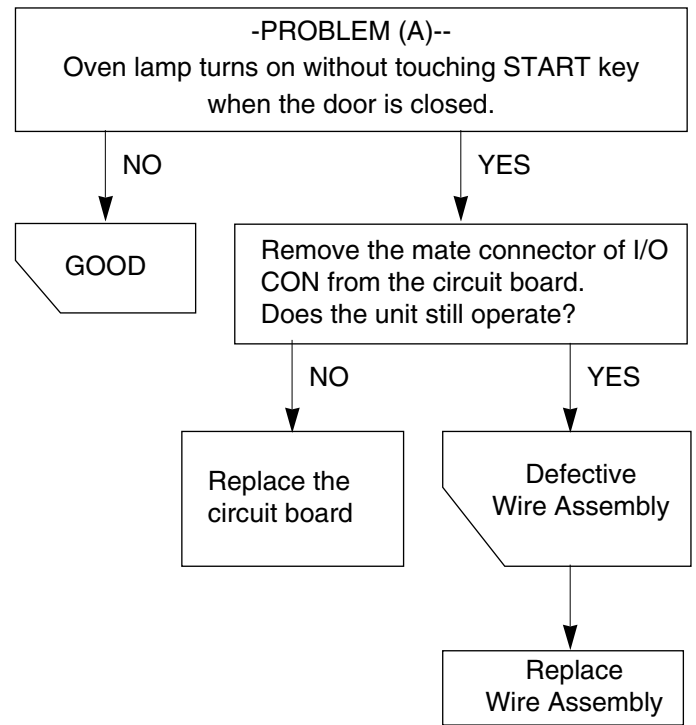 -PROBLEM (A)--
Oven lamp turns on without touching START key
when the door is closed.
NO
YES
GOOD
Remove the mate connector of I/O
CON from the circuit board.
Does the unit still operate?
NO
YES
Replace the
circuit board
Defective
Wire Assembly
Replace
Wire Assembly